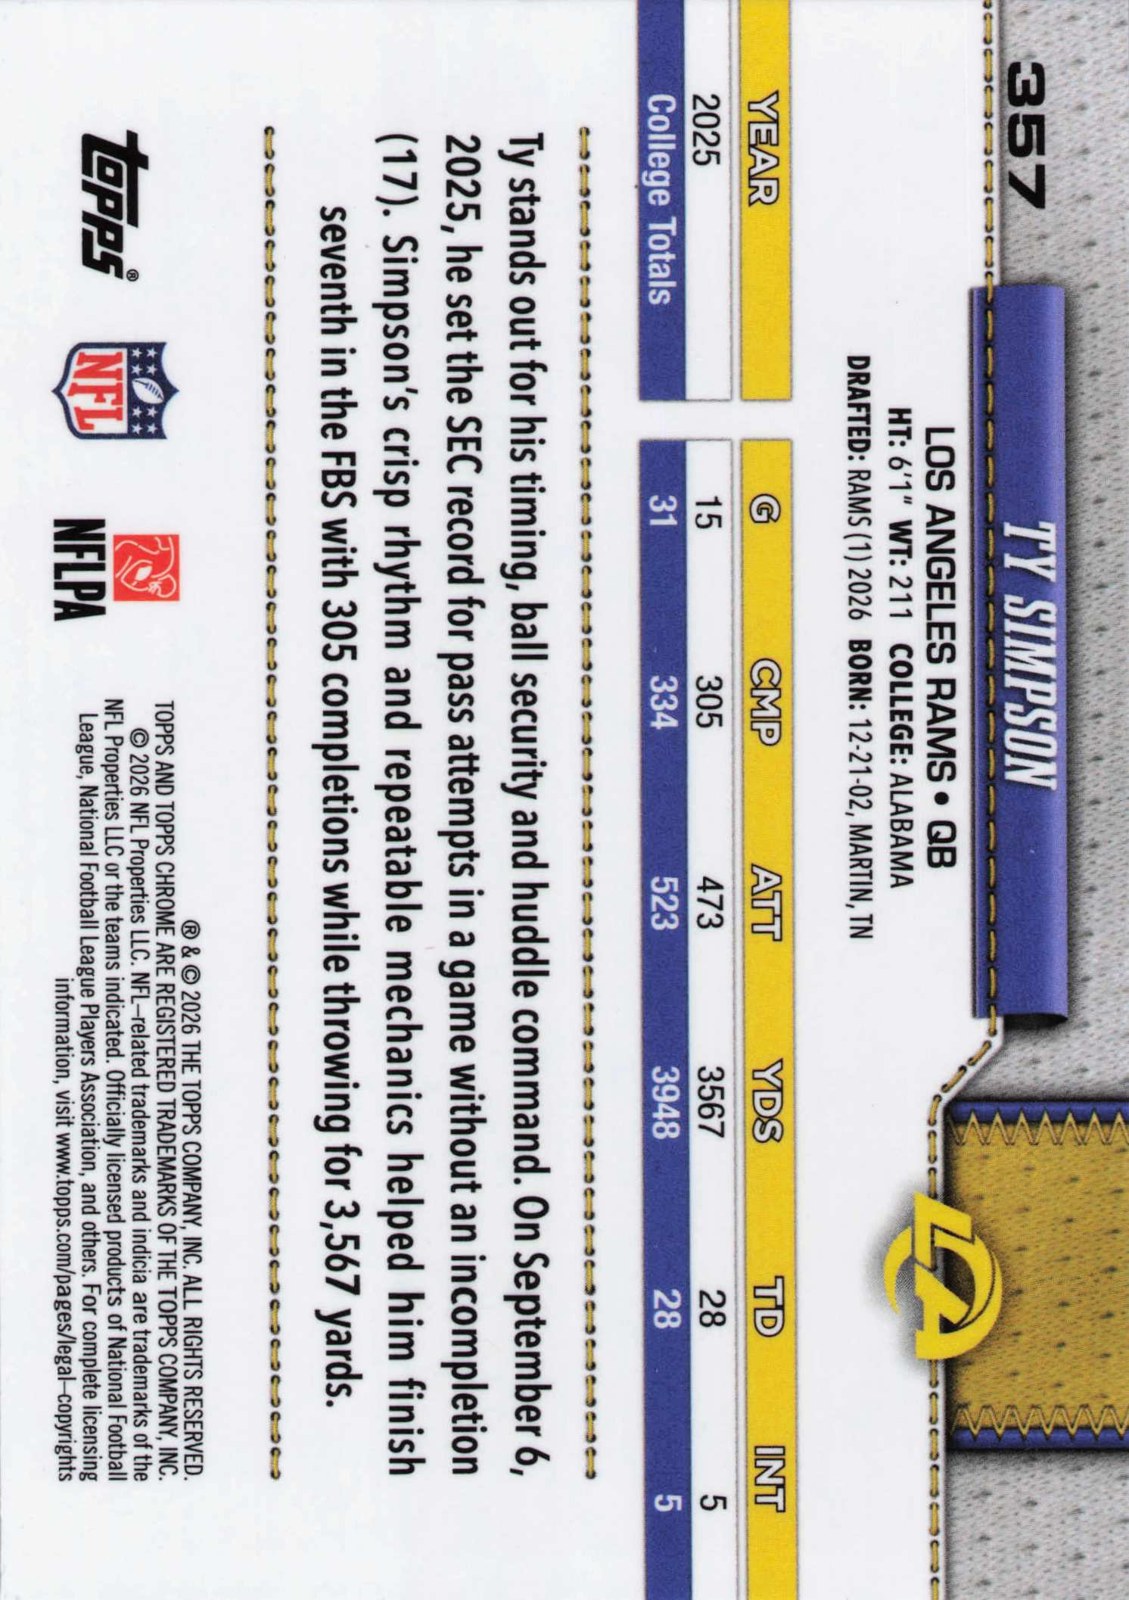 357
TY SIMPSON
LOS ANGELES RAMS • QB
HT: 6'1" WT: 211 COLLEGE: ALABAMA
DRAFTED: RAMS (1) 2026 BORN: 12-21-02, MARTIN, TN
LA
YEAR G CMP ATT YDS TD INT
2025 15 305 473 3567 28 5
College Totals 31 334 523 3948 28 5
Ty stands out for his timing, ball security and huddle command. On September 6,
2025, he set the SEC record for pass attempts in a game without an incompletion
(17). Simpson's crisp rhythm and repeatable mechanics helped him finish
seventh in the FBS with 305 completions while throwing for 3,567 yards.
topps®
NFL
NFLPA
® & © 2026 THE TOPPS COMPANY, INC. ALL RIGHTS RESERVED.
TOPPS AND TOPPS CHROME ARE REGISTERED TRADEMARKS OF THE TOPPS COMPANY, INC.
© 2026 NFL Properties LLC. NFL–related trademarks and indicia are trademarks of the
NFL Properties LLC or the teams indicated. Officially licensed products of National Football
League, National Football League Players Association, and others. For complete licensing
information, visit www.topps.com/pages/legal–copyrights